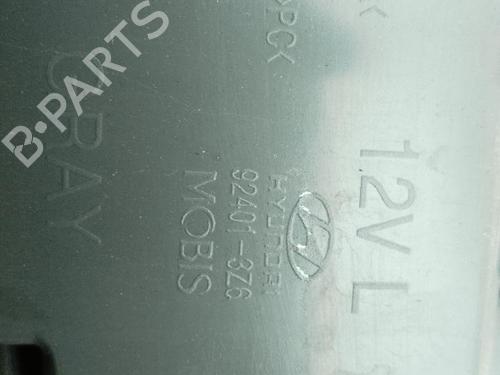 B-PARTS
GRAY
HYUNDAI
92401-3Z6
MOBIS
12V L